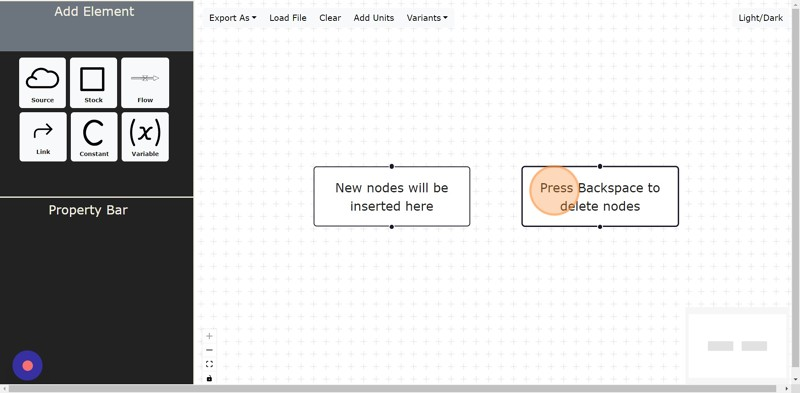 Add Element
Export As Load File Clear Add Units Variants Light/Dark
Source Stock Flow
Link Constant Variable
(x)
Property Bar
New nodes will be
inserted here
Press Backspace to
delete nodes